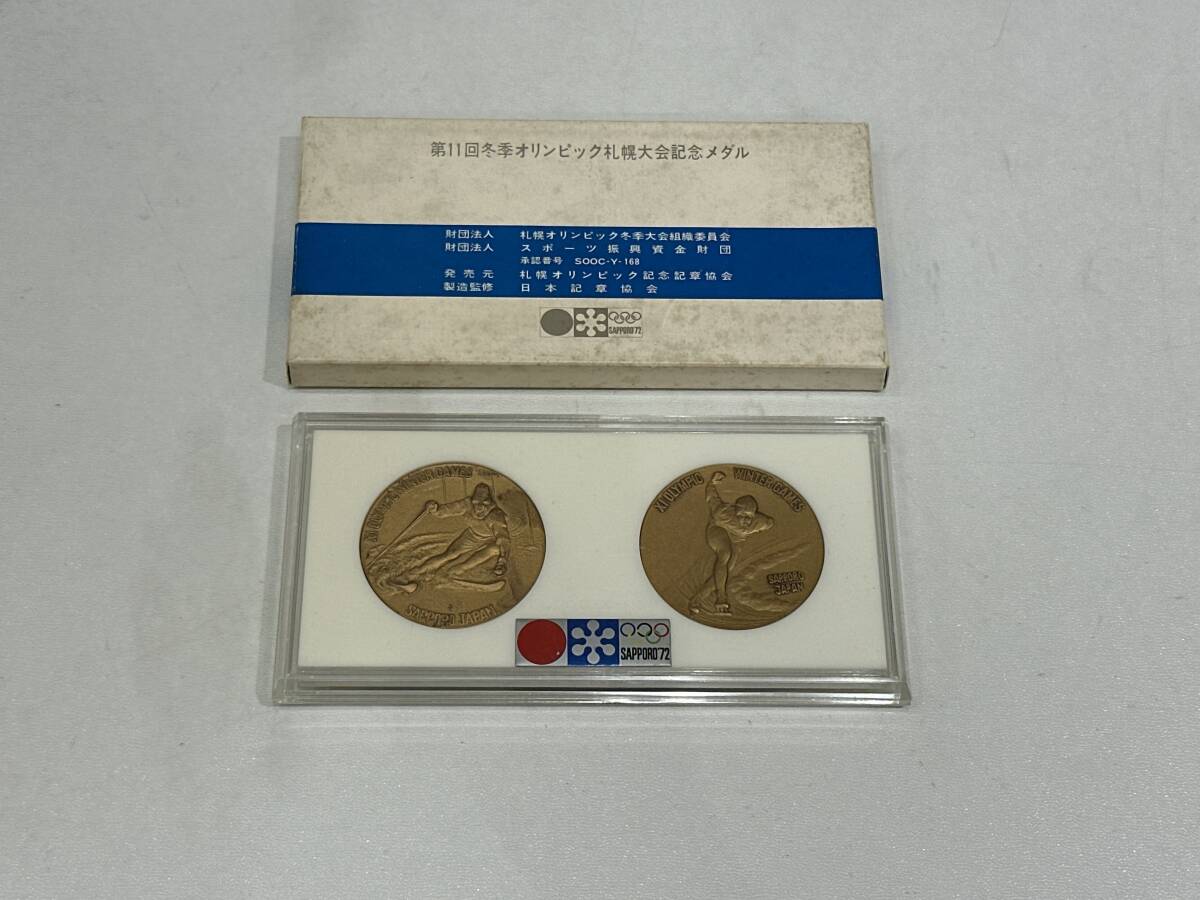 第11回冬季オリンピック札幌大会記念メダル
財団法人 札幌オリンピック冬季大会組織委員会
財団法人 スポーツ振興資金財団
承認番号 SOOC-Y-168
発売元 札幌オリンピック記念記章協会
製造監修 日本記章協会
SAPPORO'72
XI OLYMPIC WINTER GAMES
SAPPORO JAPAN
XI OLYMPIC WINTER GAMES
SAPPORO
JAPAN
SAPPORO'72